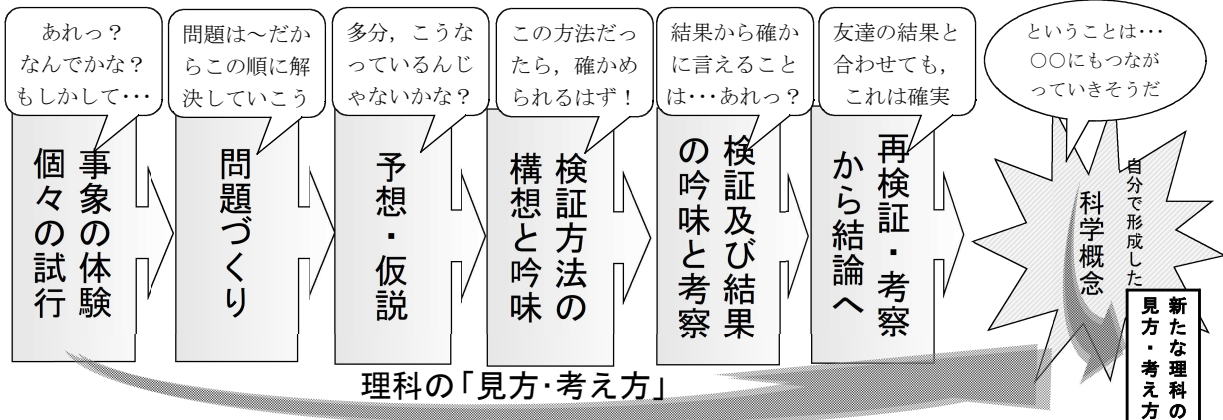 あれっ？
なんでかな？
もしかして･･･
問題は～だか
らこの順に解
決していこう
多分，こうな
っているんじ
ゃないかな？
この方法だっ
たら，確かめ
られるはず！
結果から確か
に言えること
は･･･あれっ？
友達の結果と
合わせても，
これは確実
ということは･･･
○○にもつなが
っていきそうだ
事象の体験
個々の試行
問題づくり
予想・仮説
検証方法の
構想と吟味
検証及び結果
の吟味と考察
再検証・考察
から結論へ
自分で形成した
科学概念
理科の「見方･考え方」
新たな理科の
見方・考え方